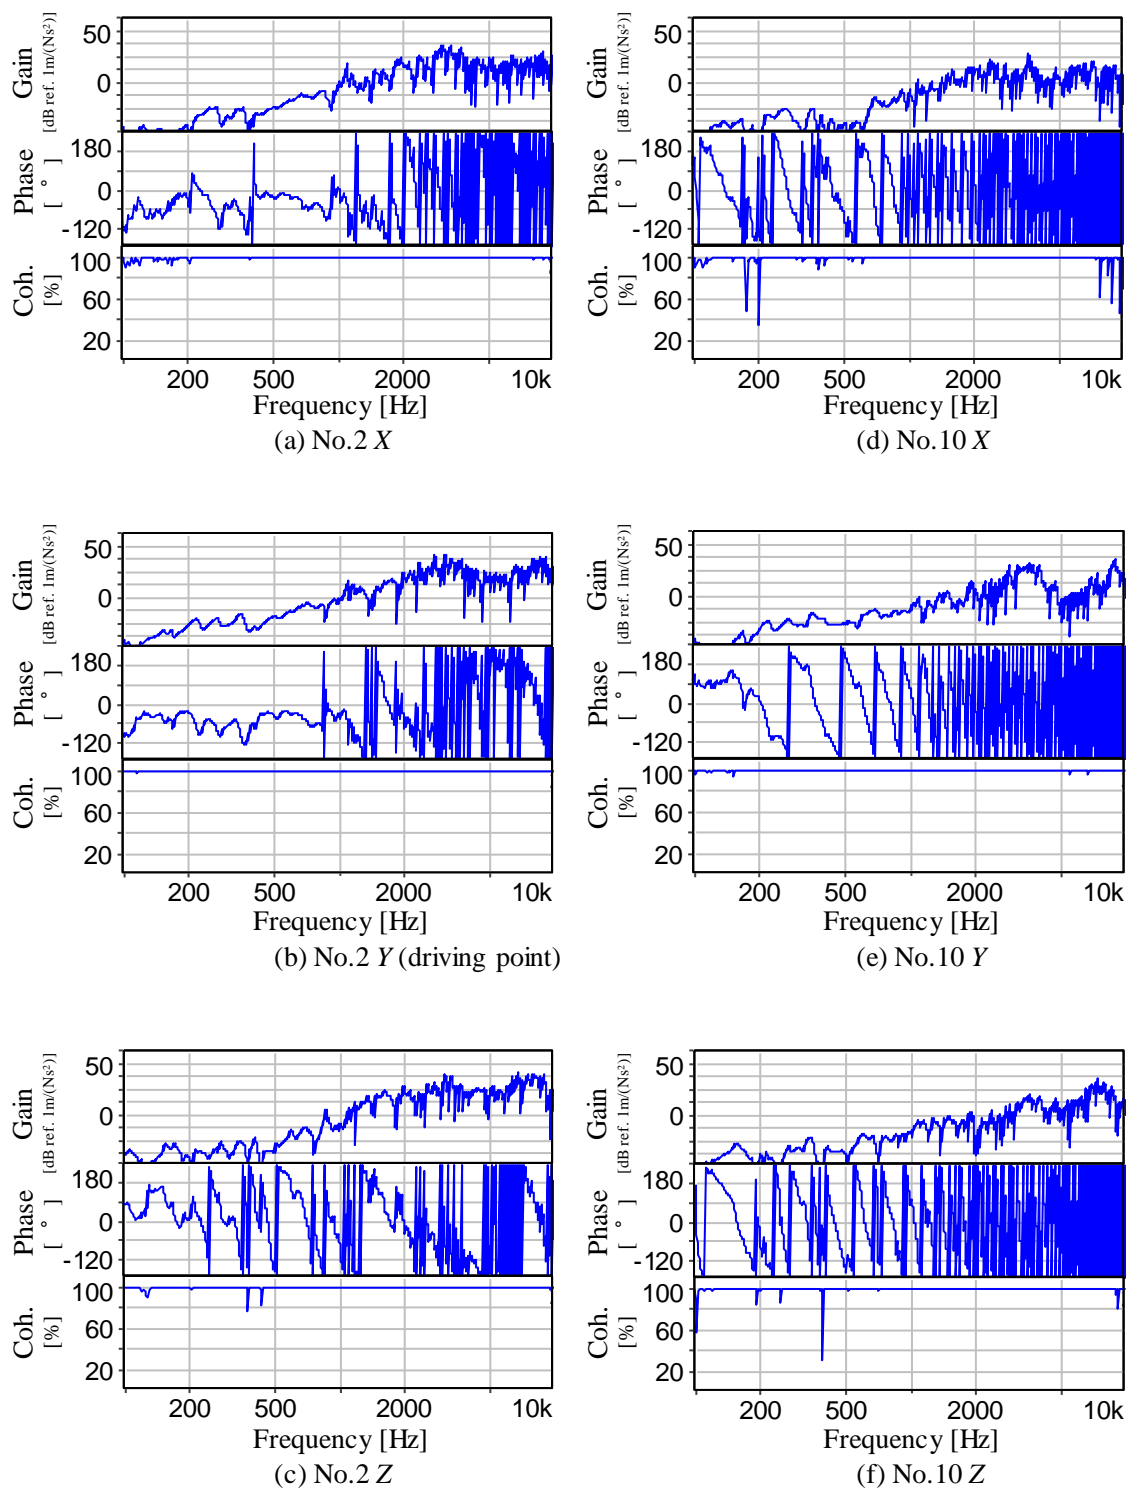 50
0
Gain
[dB ref. 1m/(Ns²)]
180
0
-120
Phase
[ ° ]
100
60
20
Coh.
[%]
200 500 2000 10k
Frequency [Hz]
(a) No.2 X
50
0
Gain
[dB ref. 1m/(Ns²)]
180
0
-120
Phase
[ ° ]
100
60
20
Coh.
[%]
200 500 2000 10k
Frequency [Hz]
(d) No.10 X
50
0
Gain
[dB ref. 1m/(Ns²)]
180
0
-120
Phase
[ ° ]
100
60
20
Coh.
[%]
200 500 2000 10k
Frequency [Hz]
(b) No.2 Y (driving point)
50
0
Gain
[dB ref. 1m/(Ns²)]
180
0
-120
Phase
[ ° ]
100
60
20
Coh.
[%]
200 500 2000 10k
Frequency [Hz]
(e) No.10 Y
50
0
Gain
[dB ref. 1m/(Ns²)]
180
0
-120
Phase
[ ° ]
100
60
20
Coh.
[%]
200 500 2000 10k
Frequency [Hz]
(c) No.2 Z
50
0
Gain
[dB ref. 1m/(Ns²)]
180
0
-120
Phase
[ ° ]
100
60
20
Coh.
[%]
200 500 2000 10k
Frequency [Hz]
(f) No.10 Z